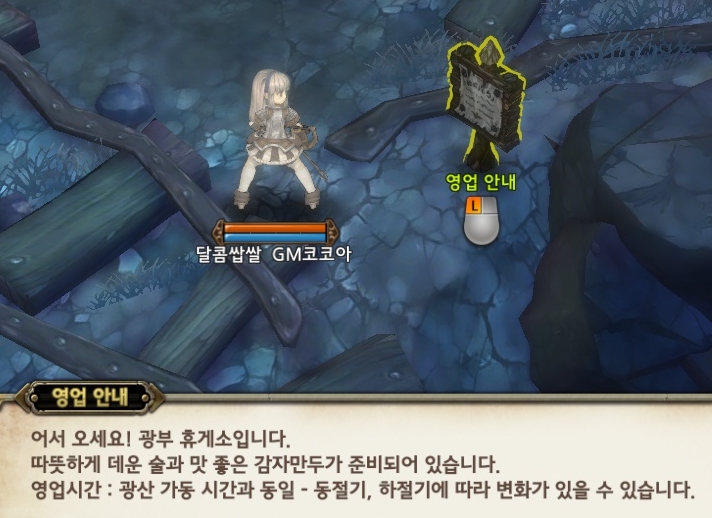 영업 안내
L
달콤쌉쌀 GM코코아
영업 안내
어서 오세요! 광부 휴게소입니다.
따뜻하게 데운 술과 맛 좋은 감자만두가 준비되어 있습니다.
영업시간 : 광산 가동 시간과 동일 - 동절기, 하절기에 따라 변화가 있을 수 있습니다.